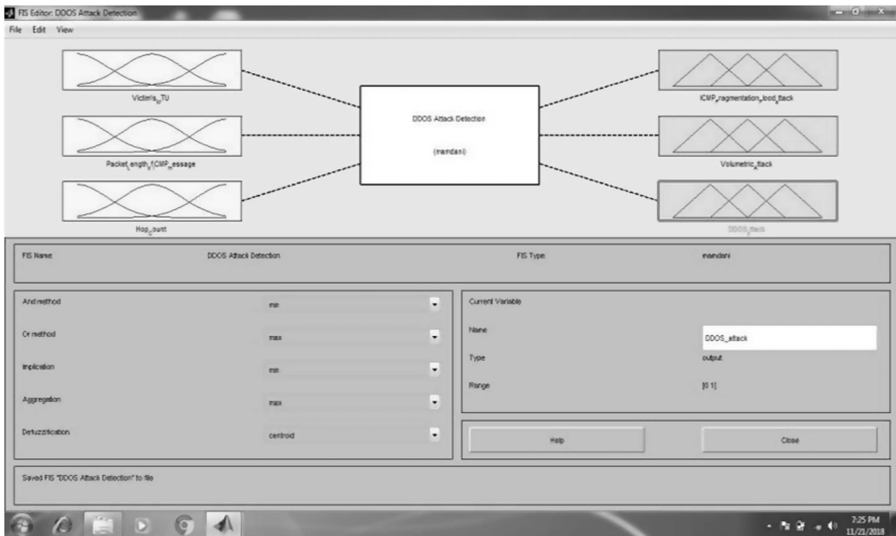 FIS Editor: DDOS Attack Detection
File Edit View
Victim's_MTU
ICMP_fragmentation_flood_attack
DDOS Attack Detection
Packet_Length_of_ICMP_message
(mamdani)
Volumetric_attack
Hop_count
DDOS_attack
FIS Name: DDOS Attack Detection FIS Type: mamdani
And method min
Or method max
Implication min
Aggregation max
Defuzzification centroid
Current Variable
Name DDOS_attack
Type output
Range [0 1]
Help Close
Saved FIS "DDOS Attack Detection" to file
7:25 PM
11/21/2018